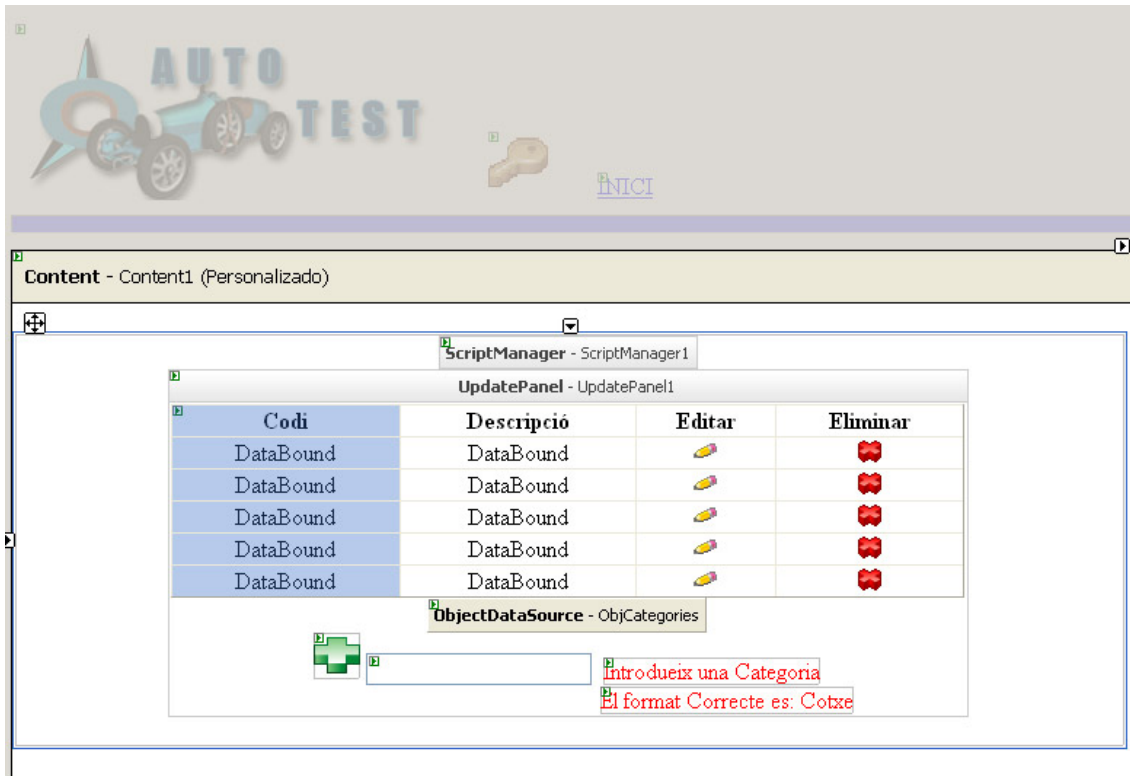 AUTO
TEST
INICI
Content - Content1 (Personalizado)
ScriptManager - ScriptManager1
UpdatePanel - UpdatePanel1
Codi Descripció Editar Eliminar
DataBound DataBound
DataBound DataBound
DataBound DataBound
DataBound DataBound
DataBound DataBound
ObjectDataSource - ObjCategories
Introdueix una Categoria
El format Correcte es: Cotxe